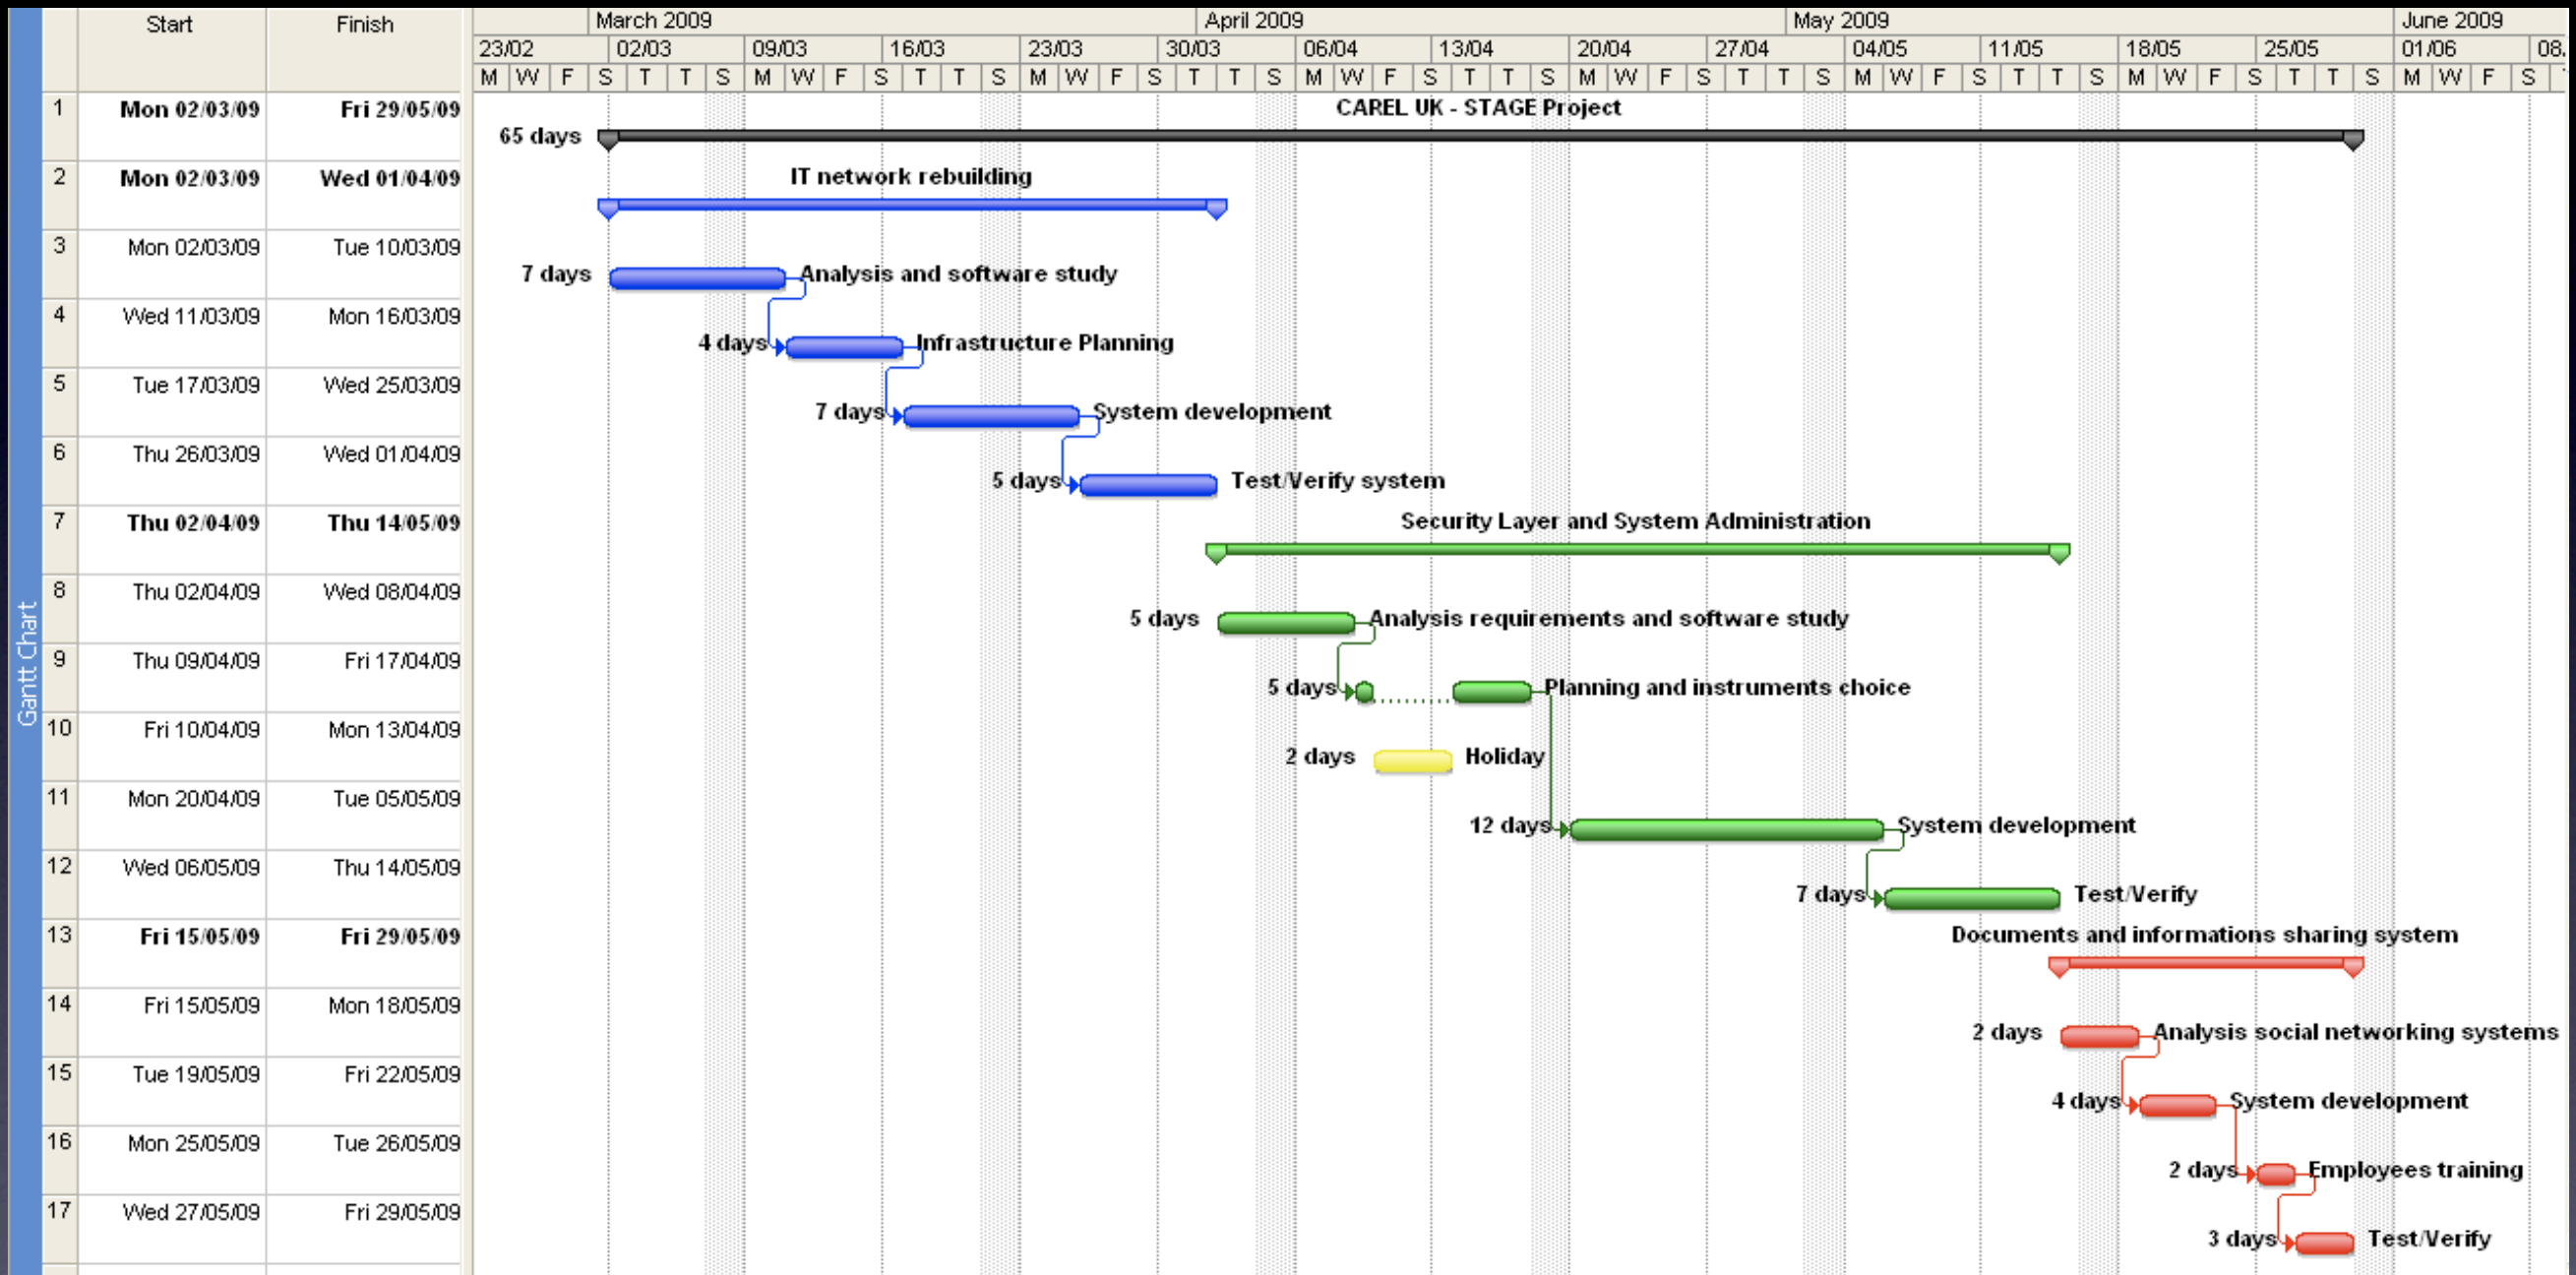 Start Finish March 2009 April 2009 May 2009 June 2009
23/02 02/03 09/03 16/03 23/03 30/03 06/04 13/04 20/04 27/04 04/05 11/05 18/05 25/05 01/06 08.
M W F S T T S M W F S T T S M W F S T T S M W F S T T S M W F S T T S M W F S T T S M W F S T T S M W F S
1 Mon 02/03/09 Fri 29/05/09 CAREL UK - STAGE Project
65 days
2 Mon 02/03/09 Wed 01/04/09 IT network rebuilding
3 Mon 02/03/09 Tue 10/03/09
7 days Analysis and software study
4 Wed 11/03/09 Mon 16/03/09
4 days Infrastructure Planning
5 Tue 17/03/09 Wed 25/03/09
7 days System development
6 Thu 26/03/09 Wed 01/04/09
5 days Test/Verify system
7 Thu 02/04/09 Thu 14/05/09 Security Layer and System Administration
8 Thu 02/04/09 Wed 08/04/09
5 days Analysis requirements and software study
9 Thu 09/04/09 Fri 17/04/09
5 days Planning and instruments choice
10 Fri 10/04/09 Mon 13/04/09
2 days Holiday
11 Mon 20/04/09 Tue 05/05/09
12 days System development
12 Wed 06/05/09 Thu 14/05/09
7 days Test/Verify
13 Fri 15/05/09 Fri 29/05/09 Documents and informations sharing system
14 Fri 15/05/09 Mon 18/05/09
2 days Analysis social networking systems
15 Tue 19/05/09 Fri 22/05/09
4 days System development
16 Mon 25/05/09 Tue 26/05/09
2 days Employees training
17 Wed 27/05/09 Fri 29/05/09
3 days Test/Verify
Gantt Chart